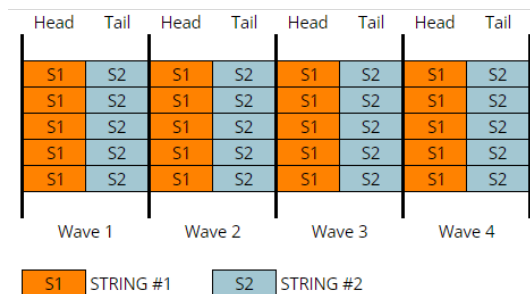 Head Tail Head Tail Head Tail Head Tail
S1 S2 S1 S2 S1 S2 S1 S2
S1 S2 S1 S2 S1 S2 S1 S2
S1 S2 S1 S2 S1 S2 S1 S2
S1 S2 S1 S2 S1 S2 S1 S2
S1 S2 S1 S2 S1 S2 S1 S2
Wave 1 Wave 2 Wave 3 Wave 4
S1 STRING #1 S2 STRING #2